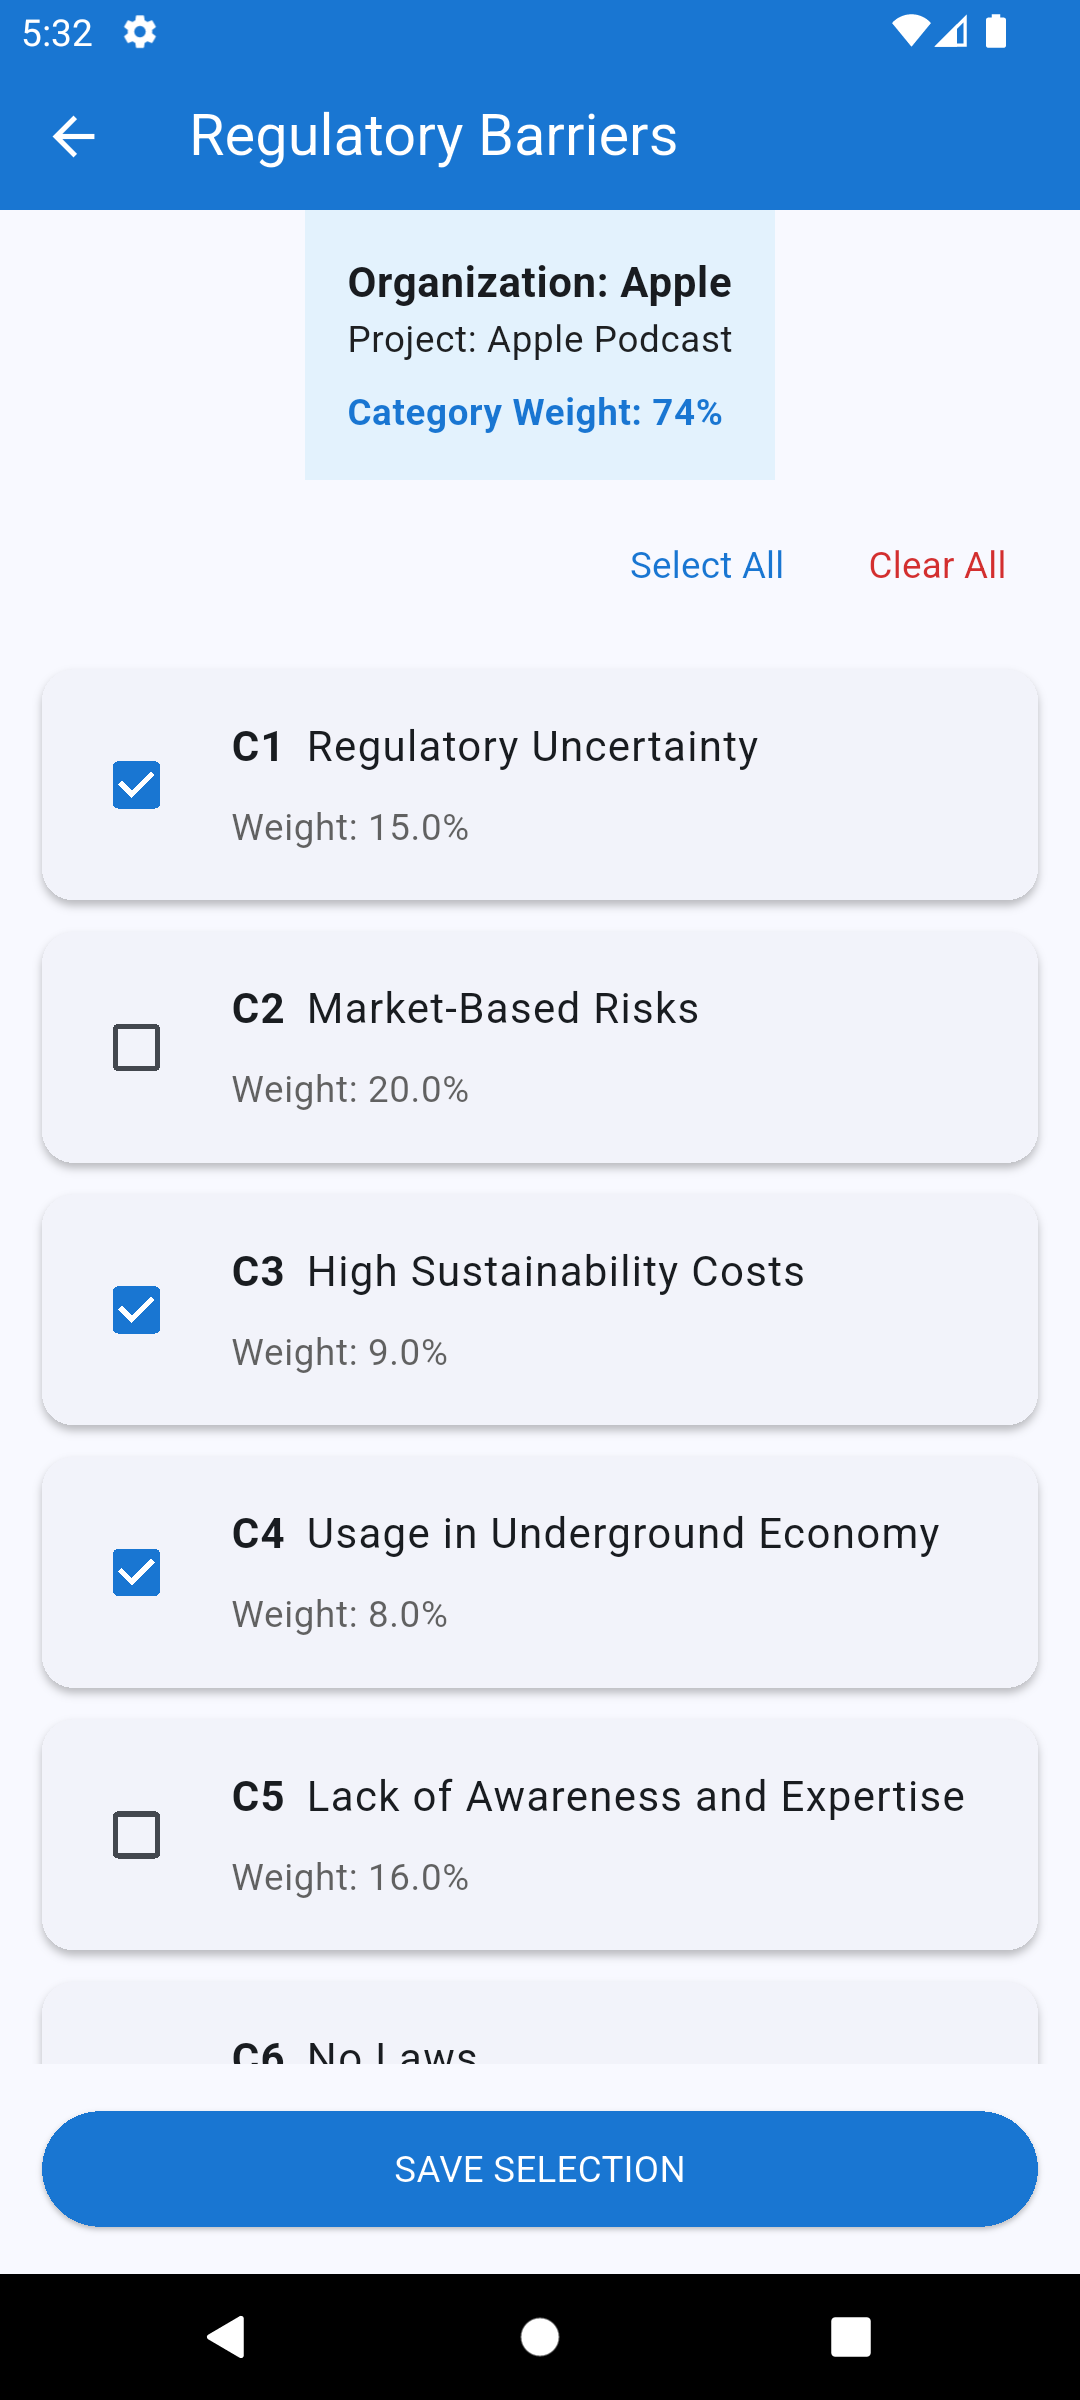 5:32
Regulatory Barriers
Organization: Apple
Project: Apple Podcast
Category Weight: 74%
Select All Clear All
C1 Regulatory Uncertainty
Weight: 15.0%
C2 Market-Based Risks
Weight: 20.0%
C3 High Sustainability Costs
Weight: 9.0%
C4 Usage in Underground Economy
Weight: 8.0%
C5 Lack of Awareness and Expertise
Weight: 16.0%
C6 No Laws
SAVE SELECTION